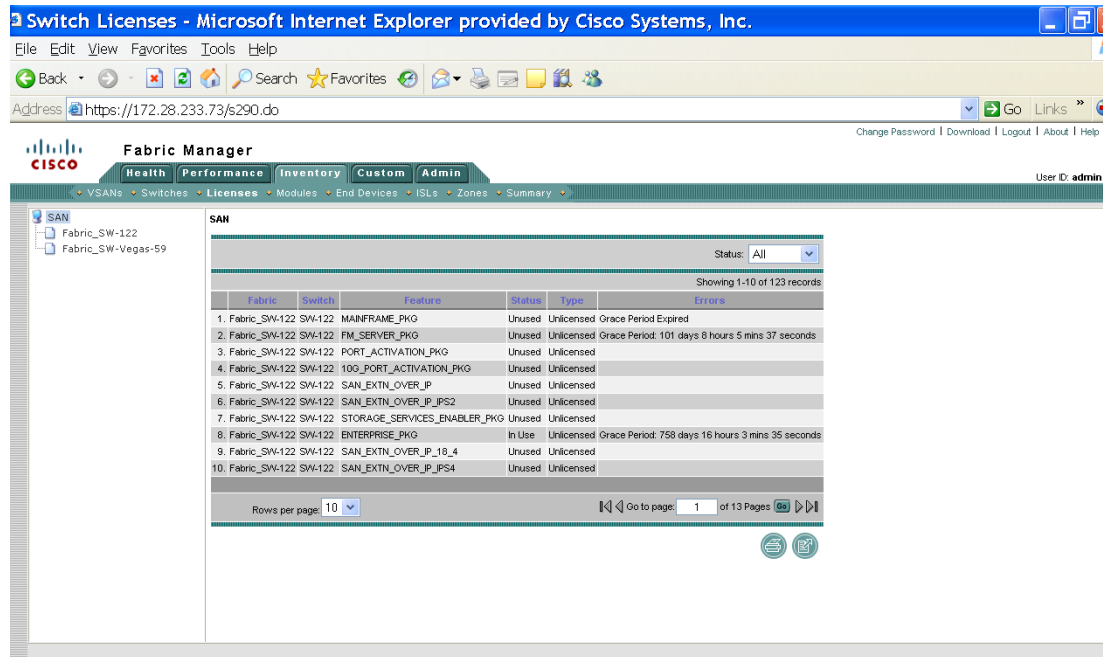 Switch Licenses - Microsoft Internet Explorer provided by Cisco Systems, Inc.
File Edit View Favorites Tools Help
Back Search Favorites
Address https://172.28.233.73/s290.do Go Links »
Change Password | Download | Logout | About | Help
CISCO Fabric Manager
Health Performance Inventory Custom Admin
User ID: admin
VSANs Switches Licenses Modules End Devices ISLs Zones Summary
SAN
Fabric_SW-122
Fabric_SW-Vegas-59
SAN
Status: All
Showing 1-10 of 123 records
Fabric Switch Feature Status Type Errors
1. Fabric_SW-122 SW-122 MAINFRAME_PKG Unused Unlicensed Grace Period Expired
2. Fabric_SW-122 SW-122 FM_SERVER_PKG Unused Unlicensed Grace Period: 101 days 8 hours 5 mins 37 seconds
3. Fabric_SW-122 SW-122 PORT_ACTIVATION_PKG Unused Unlicensed
4. Fabric_SW-122 SW-122 10G_PORT_ACTIVATION_PKG Unused Unlicensed
5. Fabric_SW-122 SW-122 SAN_EXTN_OVER_IP Unused Unlicensed
6. Fabric_SW-122 SW-122 SAN_EXTN_OVER_IP_IPS2 Unused Unlicensed
7. Fabric_SW-122 SW-122 STORAGE_SERVICES_ENABLER_PKG Unused Unlicensed
8. Fabric_SW-122 SW-122 ENTERPRISE_PKG In Use Unlicensed Grace Period: 758 days 16 hours 3 mins 35 seconds
9. Fabric_SW-122 SW-122 SAN_EXTN_OVER_IP_18_4 Unused Unlicensed
10. Fabric_SW-122 SW-122 SAN_EXTN_OVER_IP_IPS4 Unused Unlicensed
Rows per page: 10 Go to page: 1 of 13 Pages Go